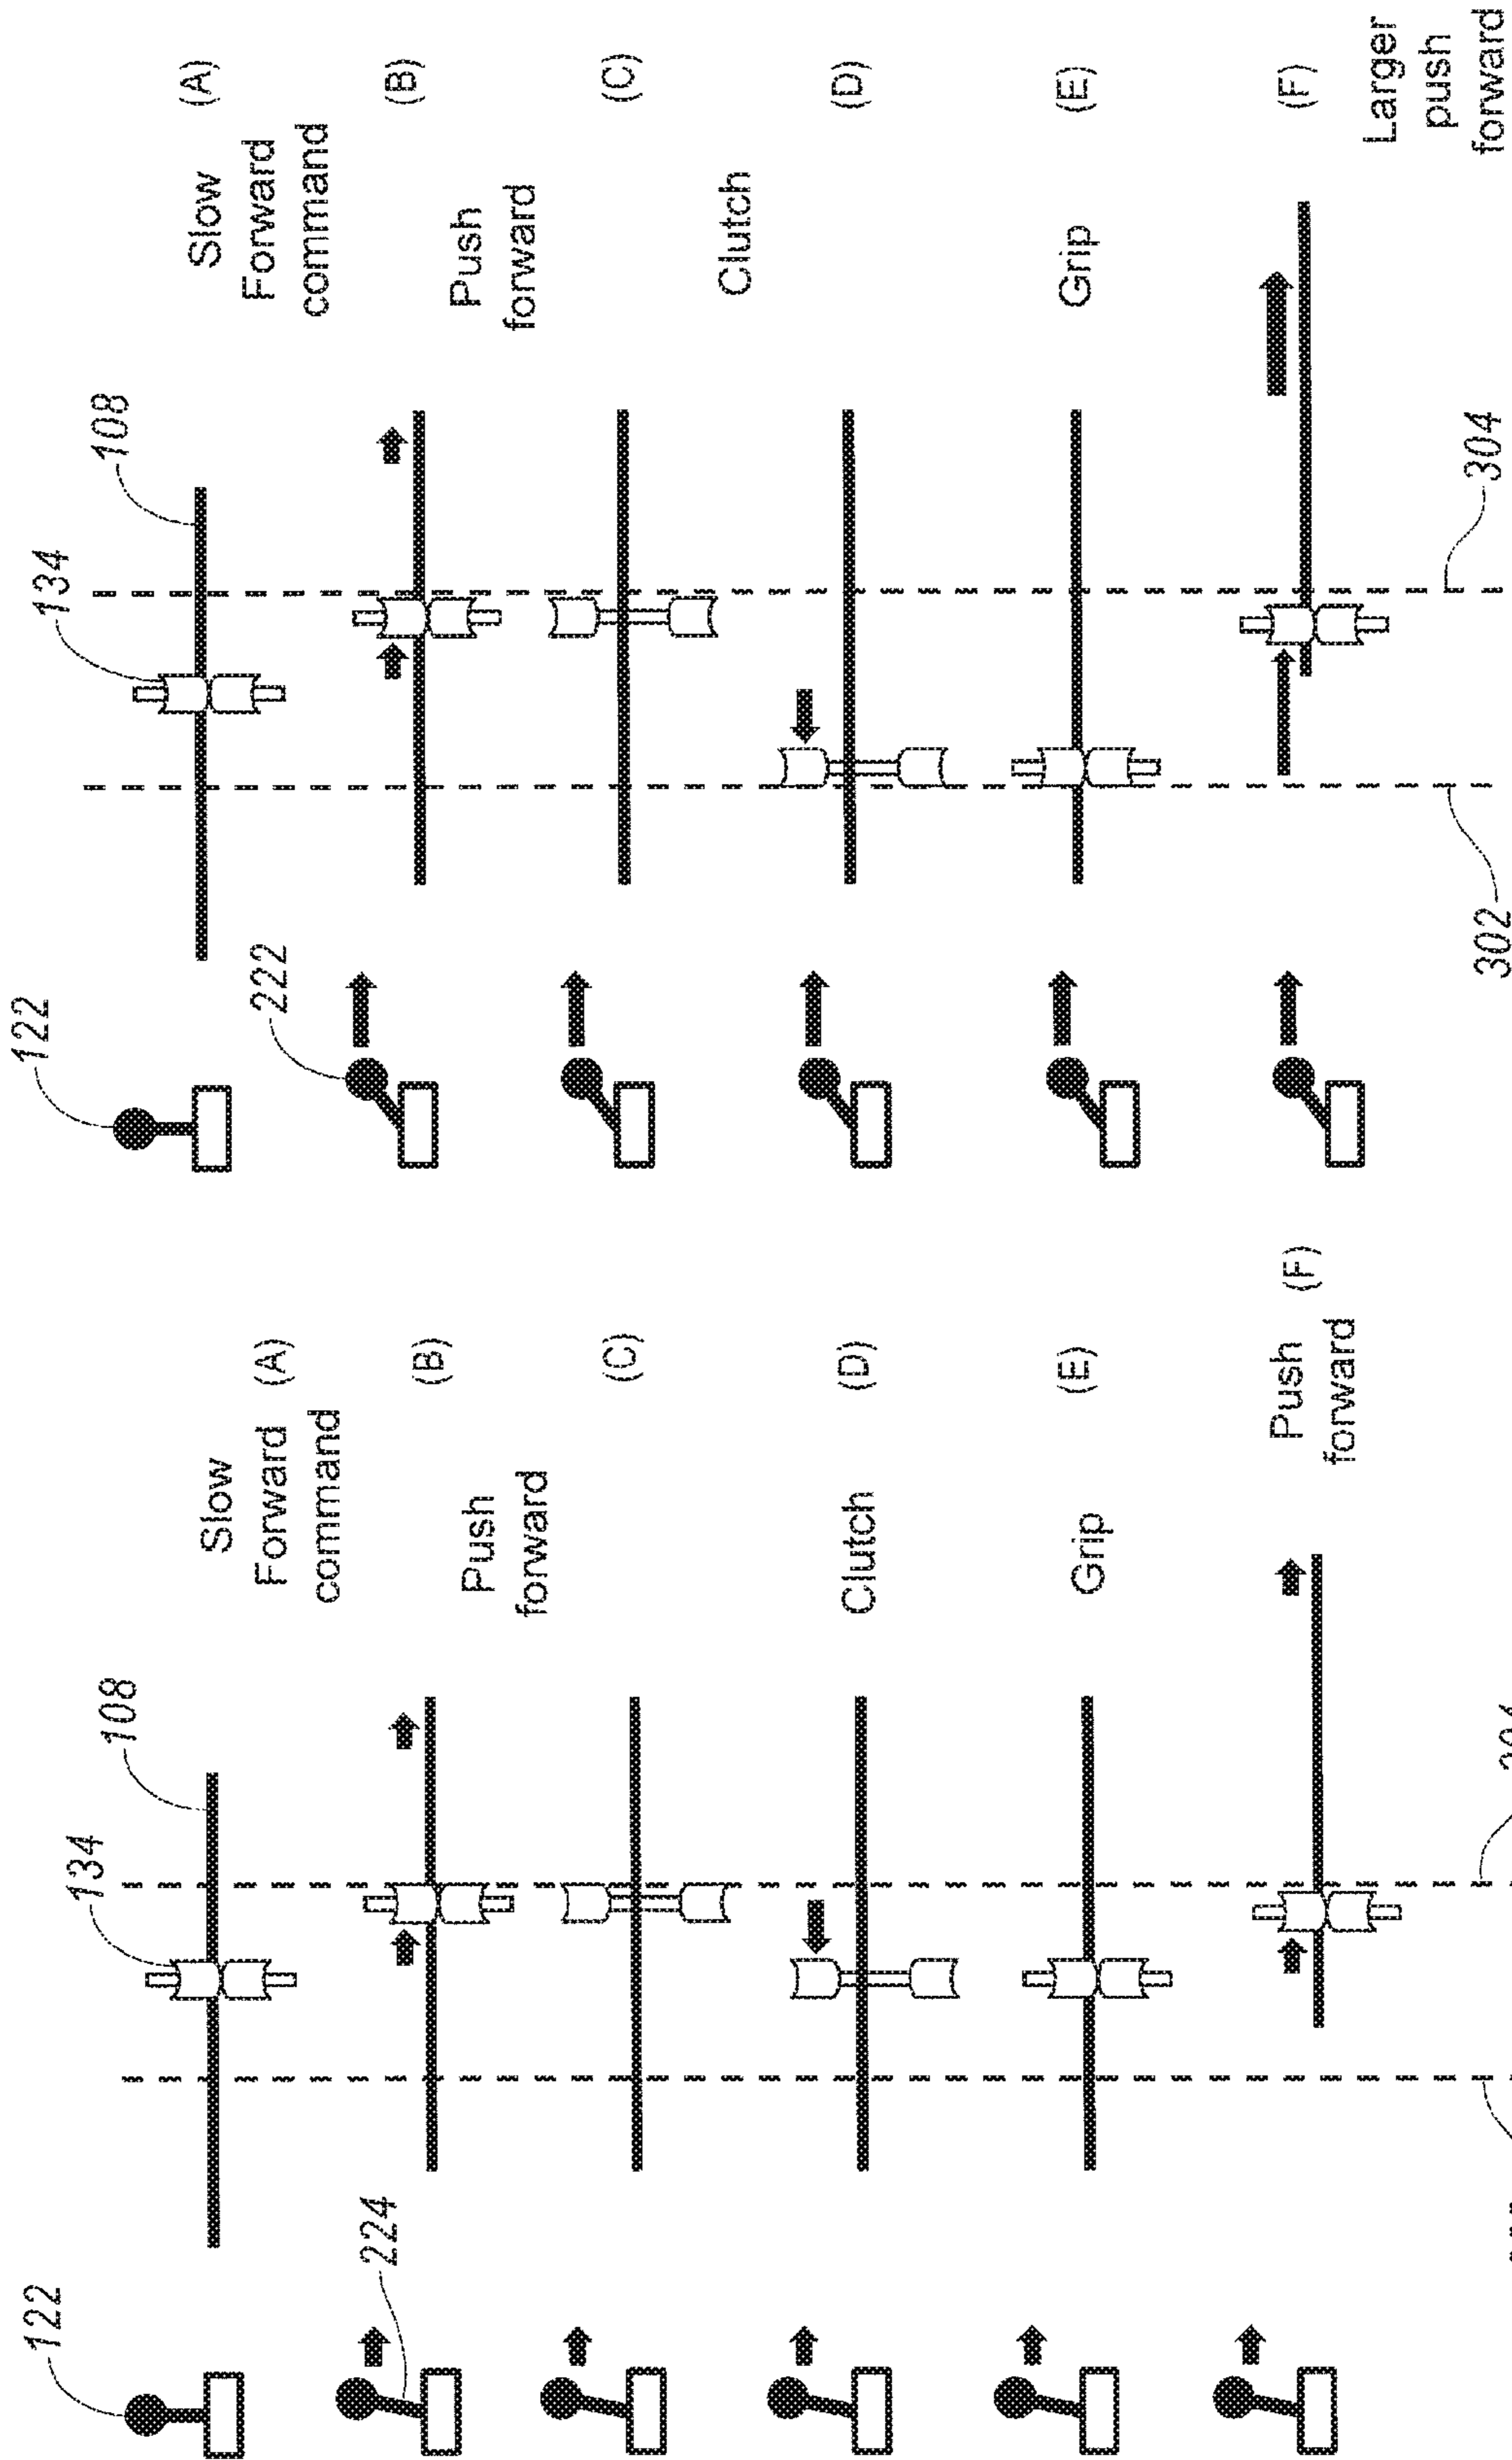 122
134
108
Slow
Forward (A)
command
224
(B)
Push
forward
(C)
Clutch (D)
Grip (E)
Push (F)
forward
122
134
108
(A)
Slow
Forward
command
222
(B)
Push
forward
(C)
Clutch
(D)
Grip (E)
(F)
Larger
push
forward
302
304